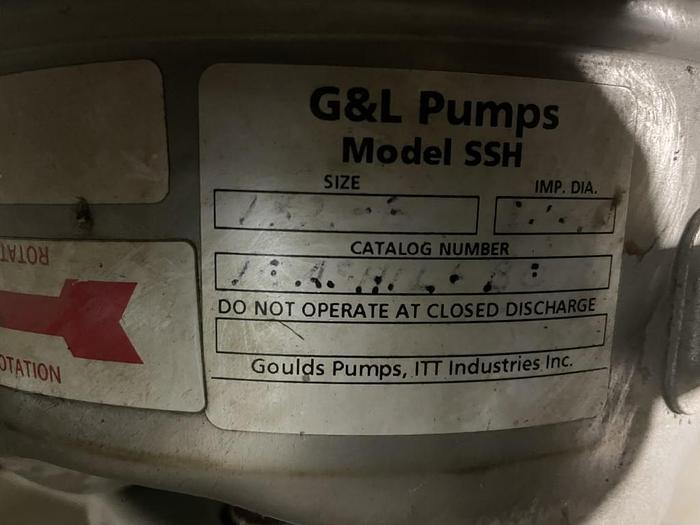 G&L Pumps
Model SSH
SIZE
IMP. DIA.
CATALOG NUMBER
DO NOT OPERATE AT CLOSED DISCHARGE
Goulds Pumps, ITT Industries Inc.
ROTAT
OTATION